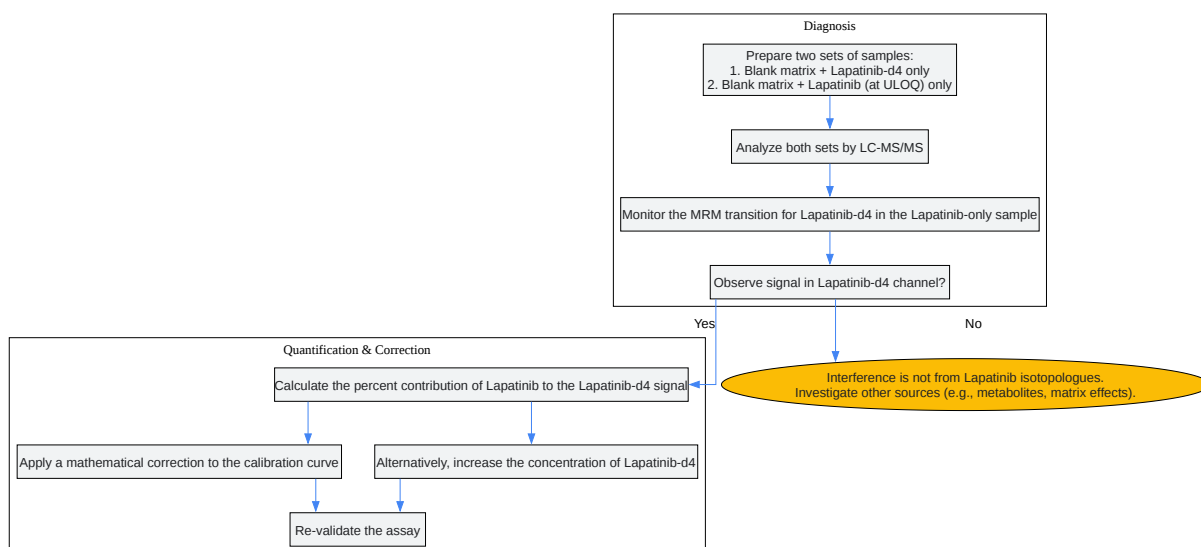 Diagnosis
Prepare two sets of samples:
1. Blank matrix + Lapatinib-d4 only
2. Blank matrix + Lapatinib (at ULOQ) only
Analyze both sets by LC-MS/MS
Monitor the MRM transition for Lapatinib-d4 in the Lapatinib-only sample
Observe signal in Lapatinib-d4 channel?
Yes
No
Quantification & Correction
Calculate the percent contribution of Lapatinib to the Lapatinib-d4 signal
Interference is not from Lapatinib isotopologues.
Investigate other sources (e.g., metabolites, matrix effects).
Apply a mathematical correction to the calibration curve
Alternatively, increase the concentration of Lapatinib-d4
Re-validate the assay